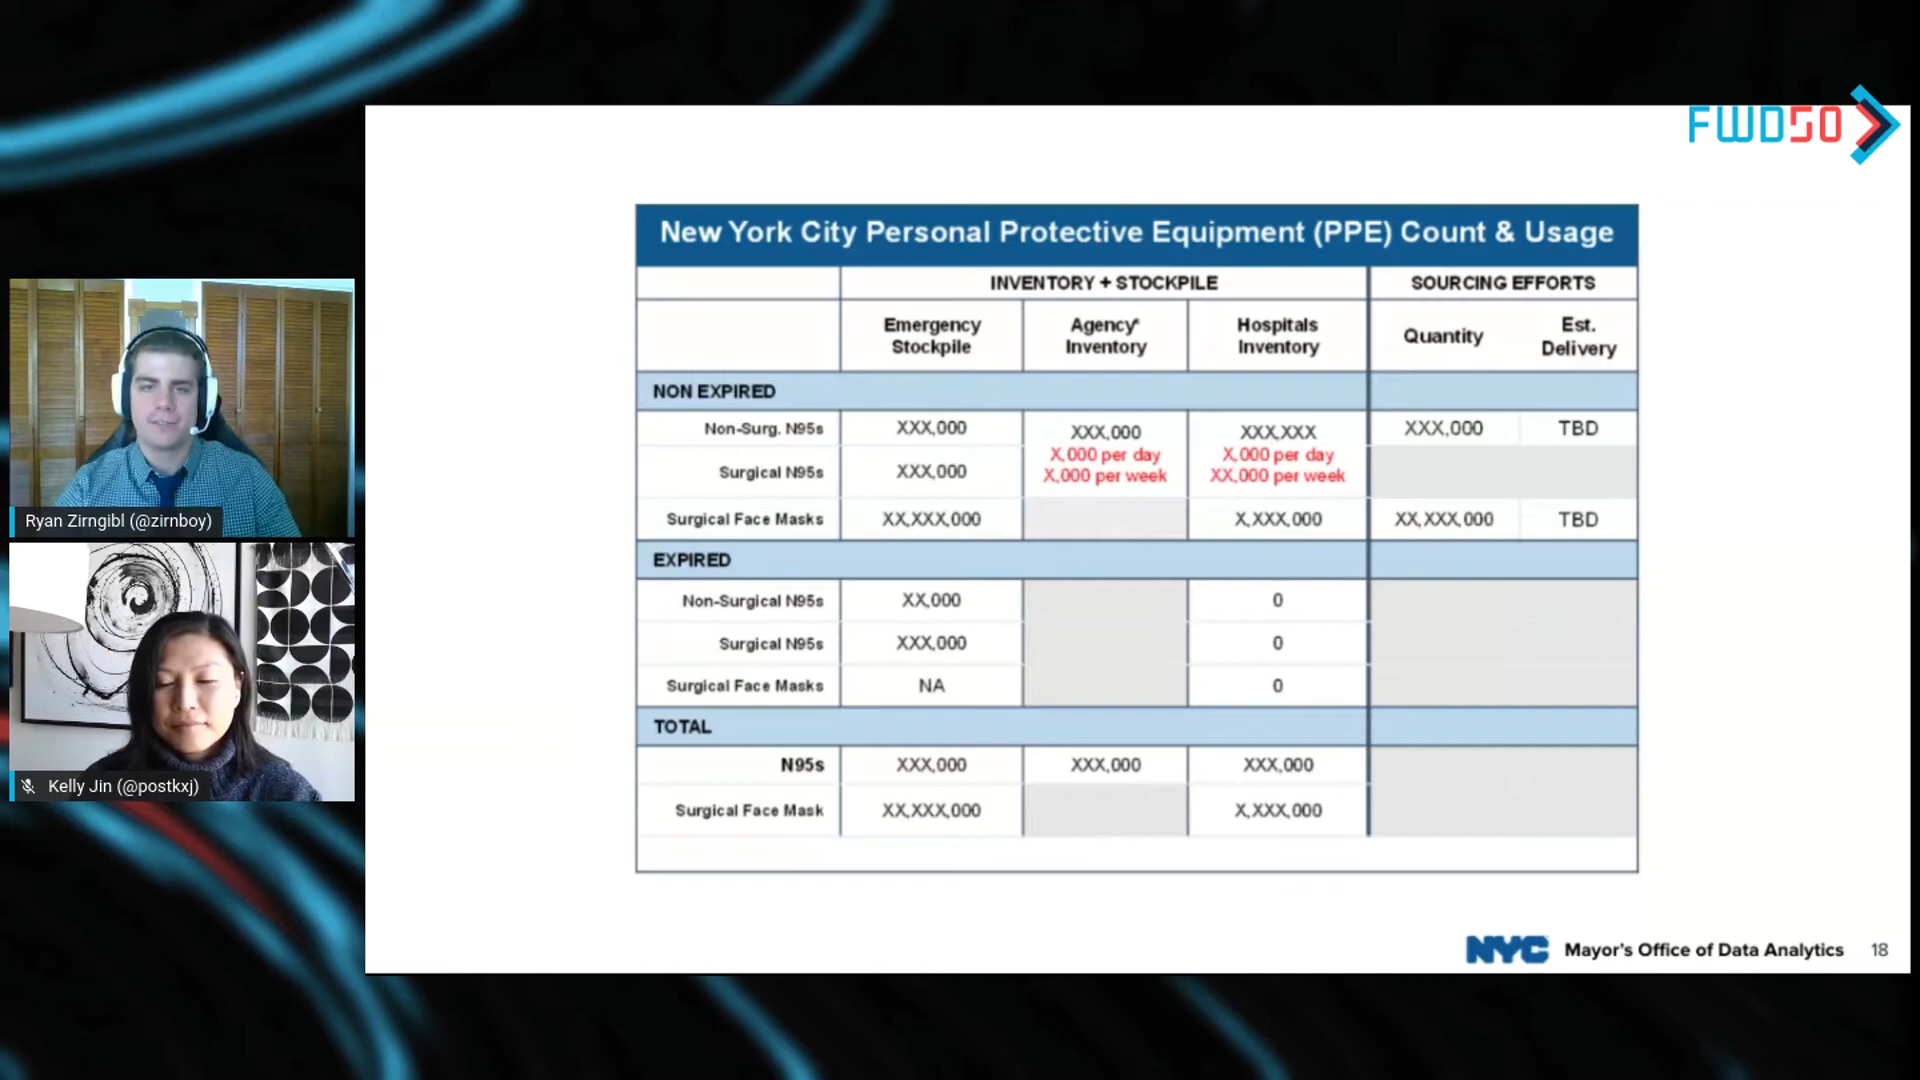 FWD50
New York City Personal Protective Equipment (PPE) Count & Usage
INVENTORY + STOCKPILE SOURCING EFFORTS
Emergency Stockpile Agency* Inventory Hospitals Inventory Quantity Est. Delivery
NON EXPIRED
Non-Surg. N95s XXX,000 XXX,000 XXX,XXX XXX,000 TBD
X,000 per day X,000 per day
Surgical N95s XXX,000 X,000 per week XX,000 per week
Surgical Face Masks XX,XXX,000 X,XXX,000 XX,XXX,000 TBD
EXPIRED
Non-Surgical N95s XX,000 0
Surgical N95s XXX,000 0
Surgical Face Masks NA 0
TOTAL
N95s XXX,000 XXX,000 XXX,000
Surgical Face Mask XX,XXX,000 X,XXX,000
Ryan Zirngibl (@zirnboy)
Kelly Jin (@postkxj)
NYC Mayor's Office of Data Analytics 18